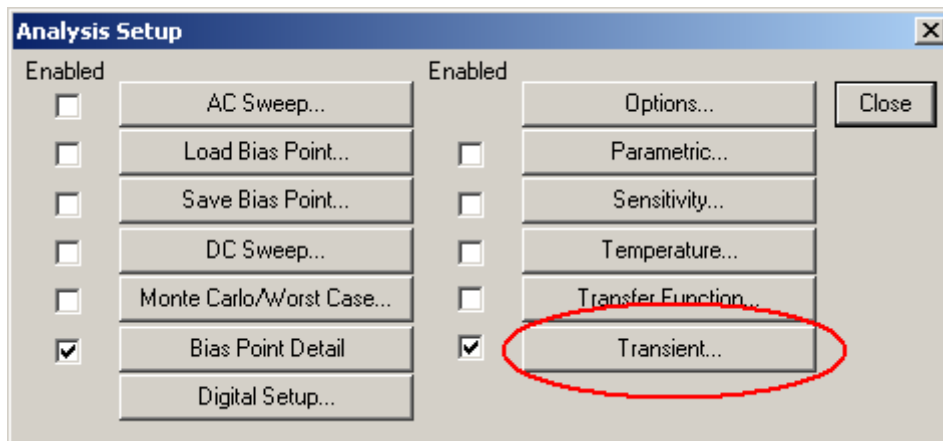 Analysis Setup
Enabled
Enabled
AC Sweep...
Options...
Close
Load Bias Point...
Parametric...
Save Bias Point...
Sensitivity...
DC Sweep...
Temperature...
Monte Carlo/Worst Case...
Transfer Function...
Bias Point Detail
Transient...
Digital Setup...